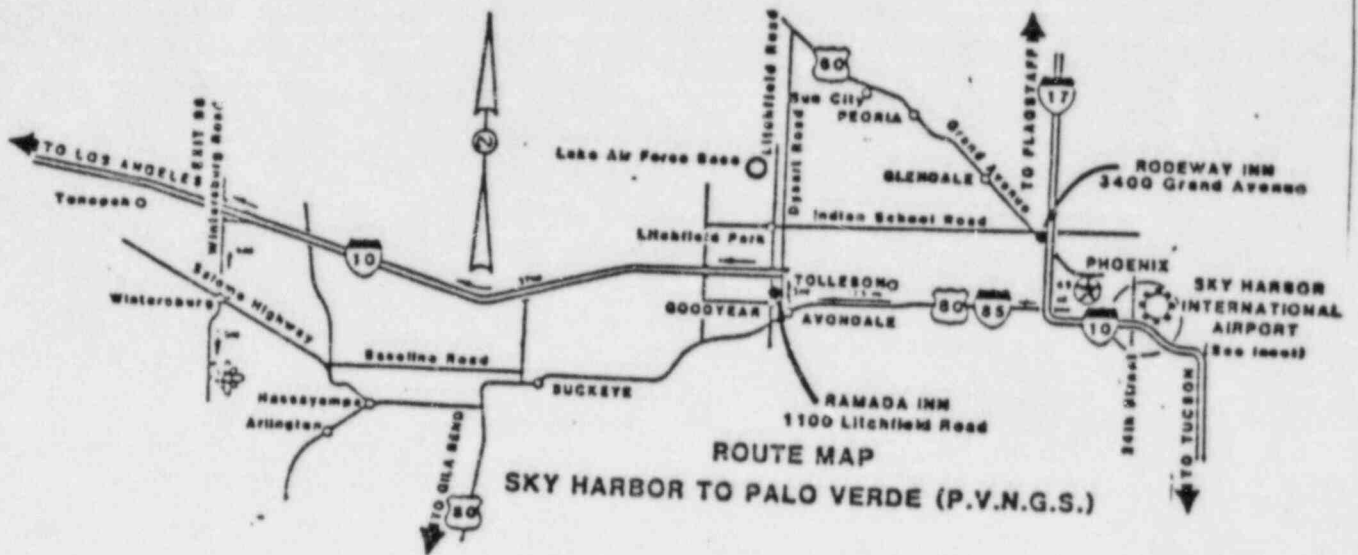 TO LOS ANGELES
EXIT 98
Wintersburg Road
Tonopah
Salome Highway
Wintersburg
10
Baseline Road
Hassayampa
Arlington
TO GILA BEND
80
BUCKEYE
Luke Air Force Base
Litchfield Road
Dysart Road
60
Sun City
PEORIA
Grand Avenue
GLENDALE
TO FLAGSTAFF
17
RODEWAY INN
3400 Grand Avenue
Indian School Road
Litchfield Park
TOLLESON
GOODYEAR
AVONDALE
80
85
PHOENIX
10
SKY HARBOR
INTERNATIONAL
AIRPORT
(See Inset)
TO TUCSON
RAMADA INN
1100 Litchfield Road
ROUTE MAP
SKY HARBOR TO PALO VERDE (P.V.N.G.S.)